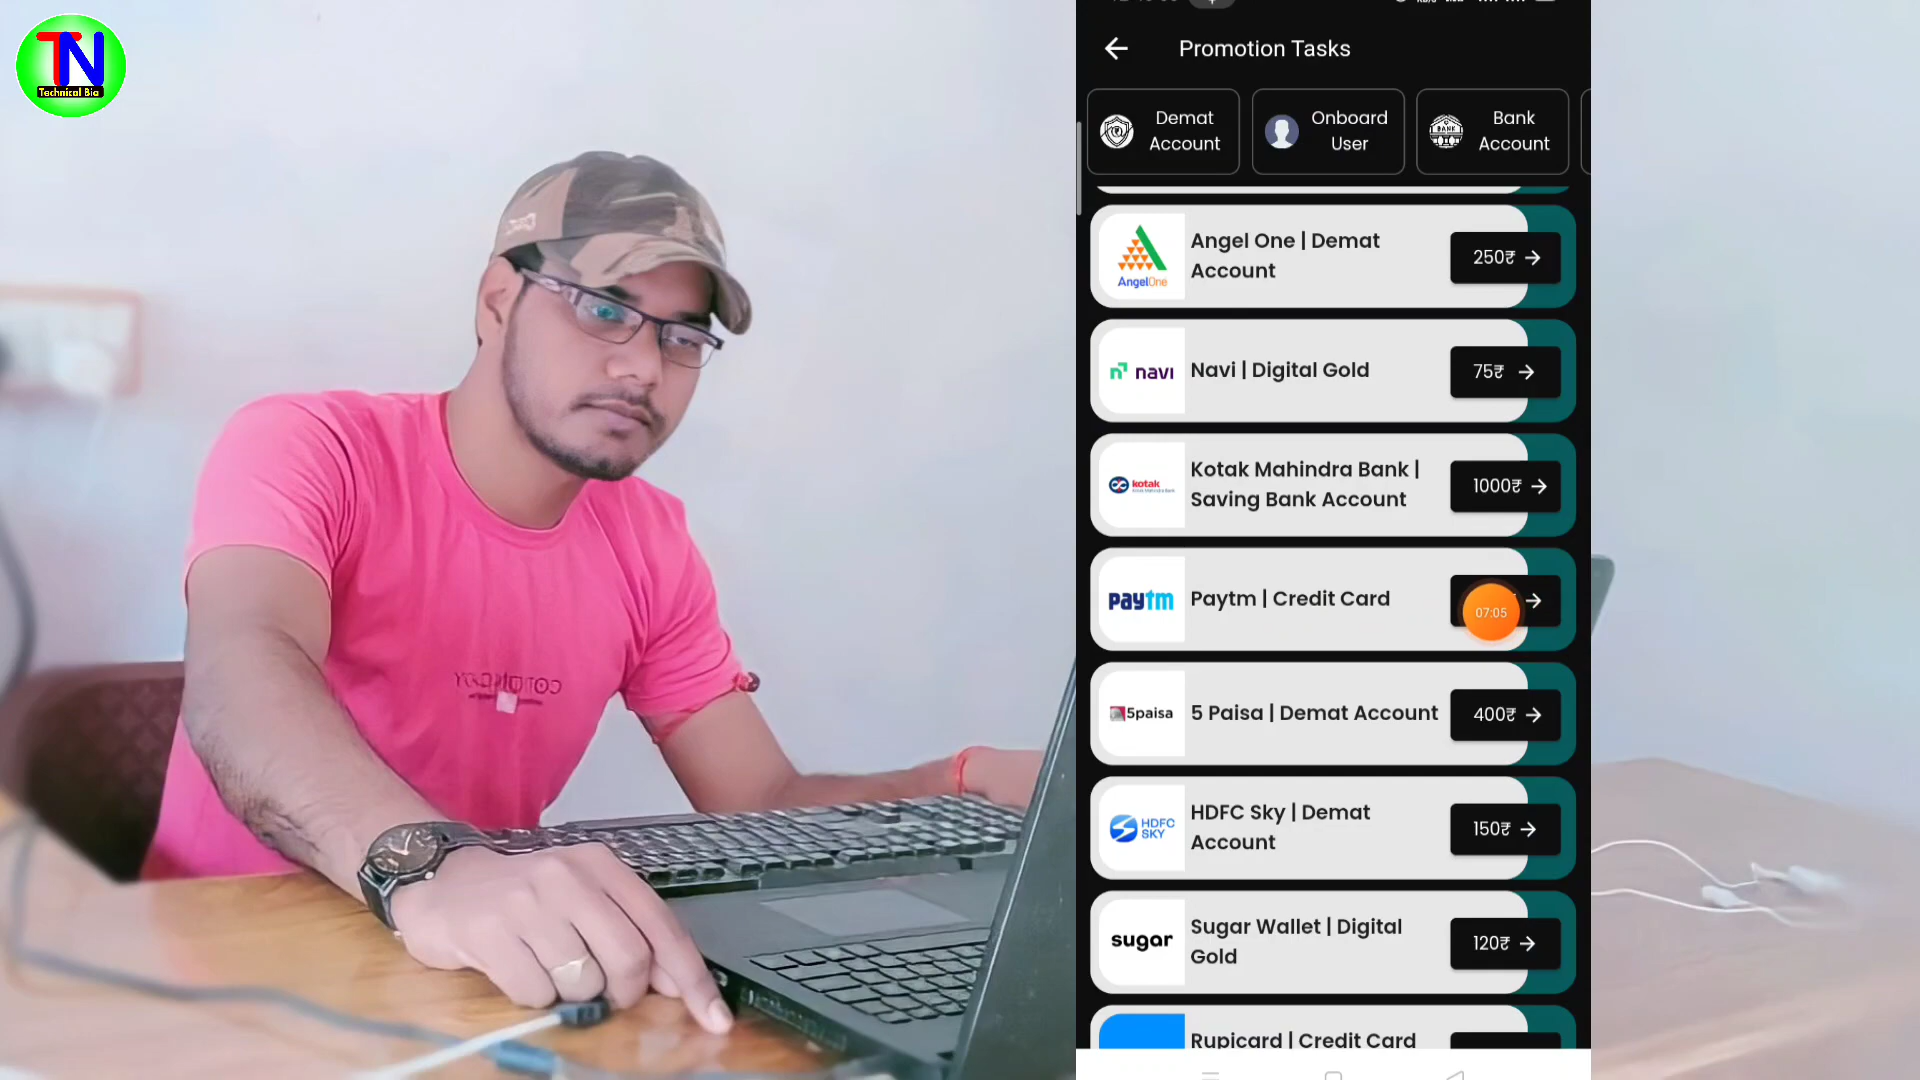 TN
Technical Bia
Promotion Tasks
Demat
Account
Onboard
User
BANK
Bank
Account
AngelOne
Angel One | Demat
Account
250₹
navi
Navi | Digital Gold
75₹
kotak
Kotak Mahindra Bank |
Saving Bank Account
1000₹
paytm
Paytm | Credit Card
07:05
5paisa
5 Paisa | Demat Account
400₹
HDFC
SKY
HDFC Sky | Demat
Account
150₹
sugar
Sugar Wallet | Digital
Gold
120₹
Rupicard | Credit Card